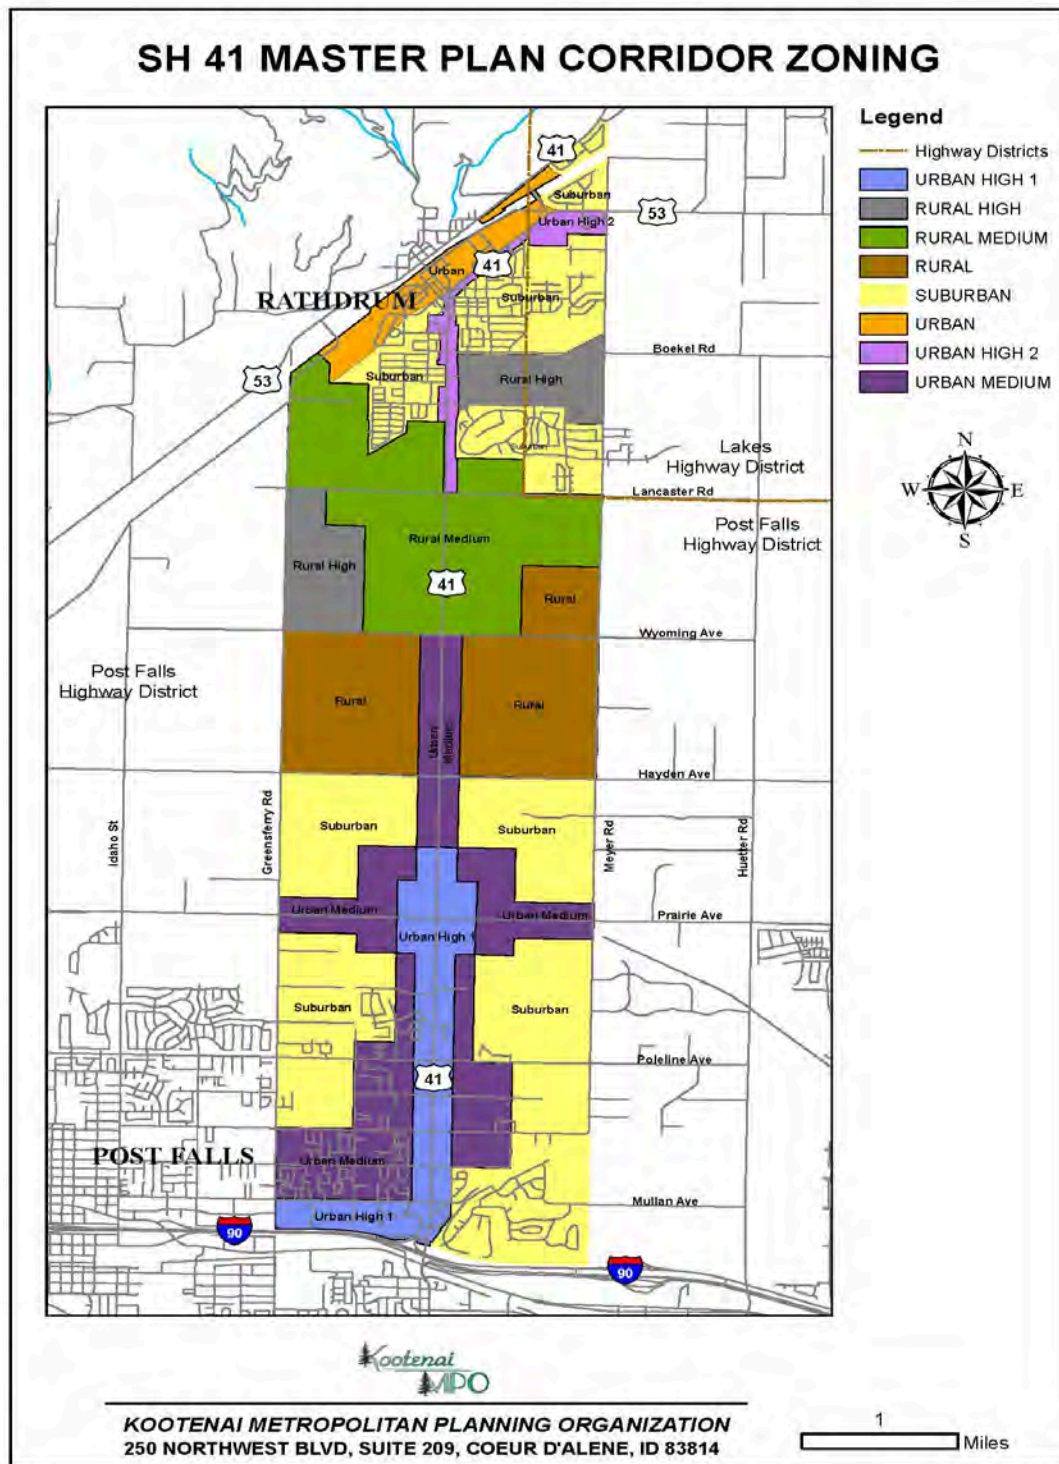 SH 41 MASTER PLAN CORRIDOR ZONING
Legend
Highway Districts
URBAN HIGH 1
RURAL HIGH
RURAL MEDIUM
RURAL
SUBURBAN
URBAN
URBAN HIGH 2
URBAN MEDIUM
41
Suburban
53
Urban High 2
41
Urban
RATHDRUM
Suburban
Boekel Rd
53
Suburban
Rural High
Suburban
Lakes
Highway District
Lancaster Rd
N
W
E
S
Post Falls
Highway District
Rural Medium
Rural High
41
Rural
Wyoming Ave
Post Falls
Highway District
Rural
Urban
Medium
Rural
Hayden Ave
Idaho St
Greensferry Rd
Suburban
Suburban
Meyer Rd
Huetter Rd
Urban Medium
Urban Medium
Prairie Ave
Urban High 1
Suburban
Suburban
Poleline Ave
41
POST FALLS
Urban Medium
Mullan Ave
Urban High 1
90
90
Kootenai
MPO
KOOTENAI METROPOLITAN PLANNING ORGANIZATION
250 NORTHWEST BLVD, SUITE 209, COEUR D'ALENE, ID 83814
1
Miles